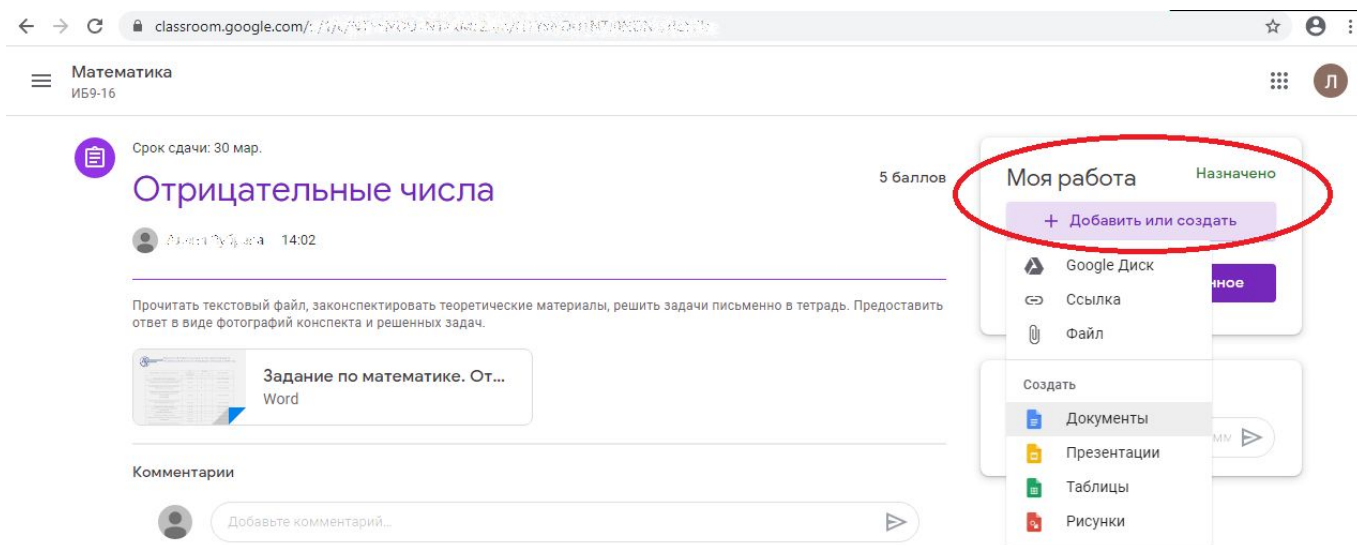 classroom.google.com/
Математика
ИБ9-16
Л
Срок сдачи: 30 мар.
Отрицательные числа
5 баллов
14:02
Прочитать текстовый файл, законспектировать теоретические материалы, решить задачи письменно в тетрадь. Предоставить
ответ в виде фотографий конспекта и решенных задач.
Задание по математике. От...
Word
Комментарии
Добавьте комментарий...
Моя работа
Назначено
+ Добавить или создать
Google Диск
Ссылка
Файл
Создать
Документы
Презентации
Таблицы
Рисунки